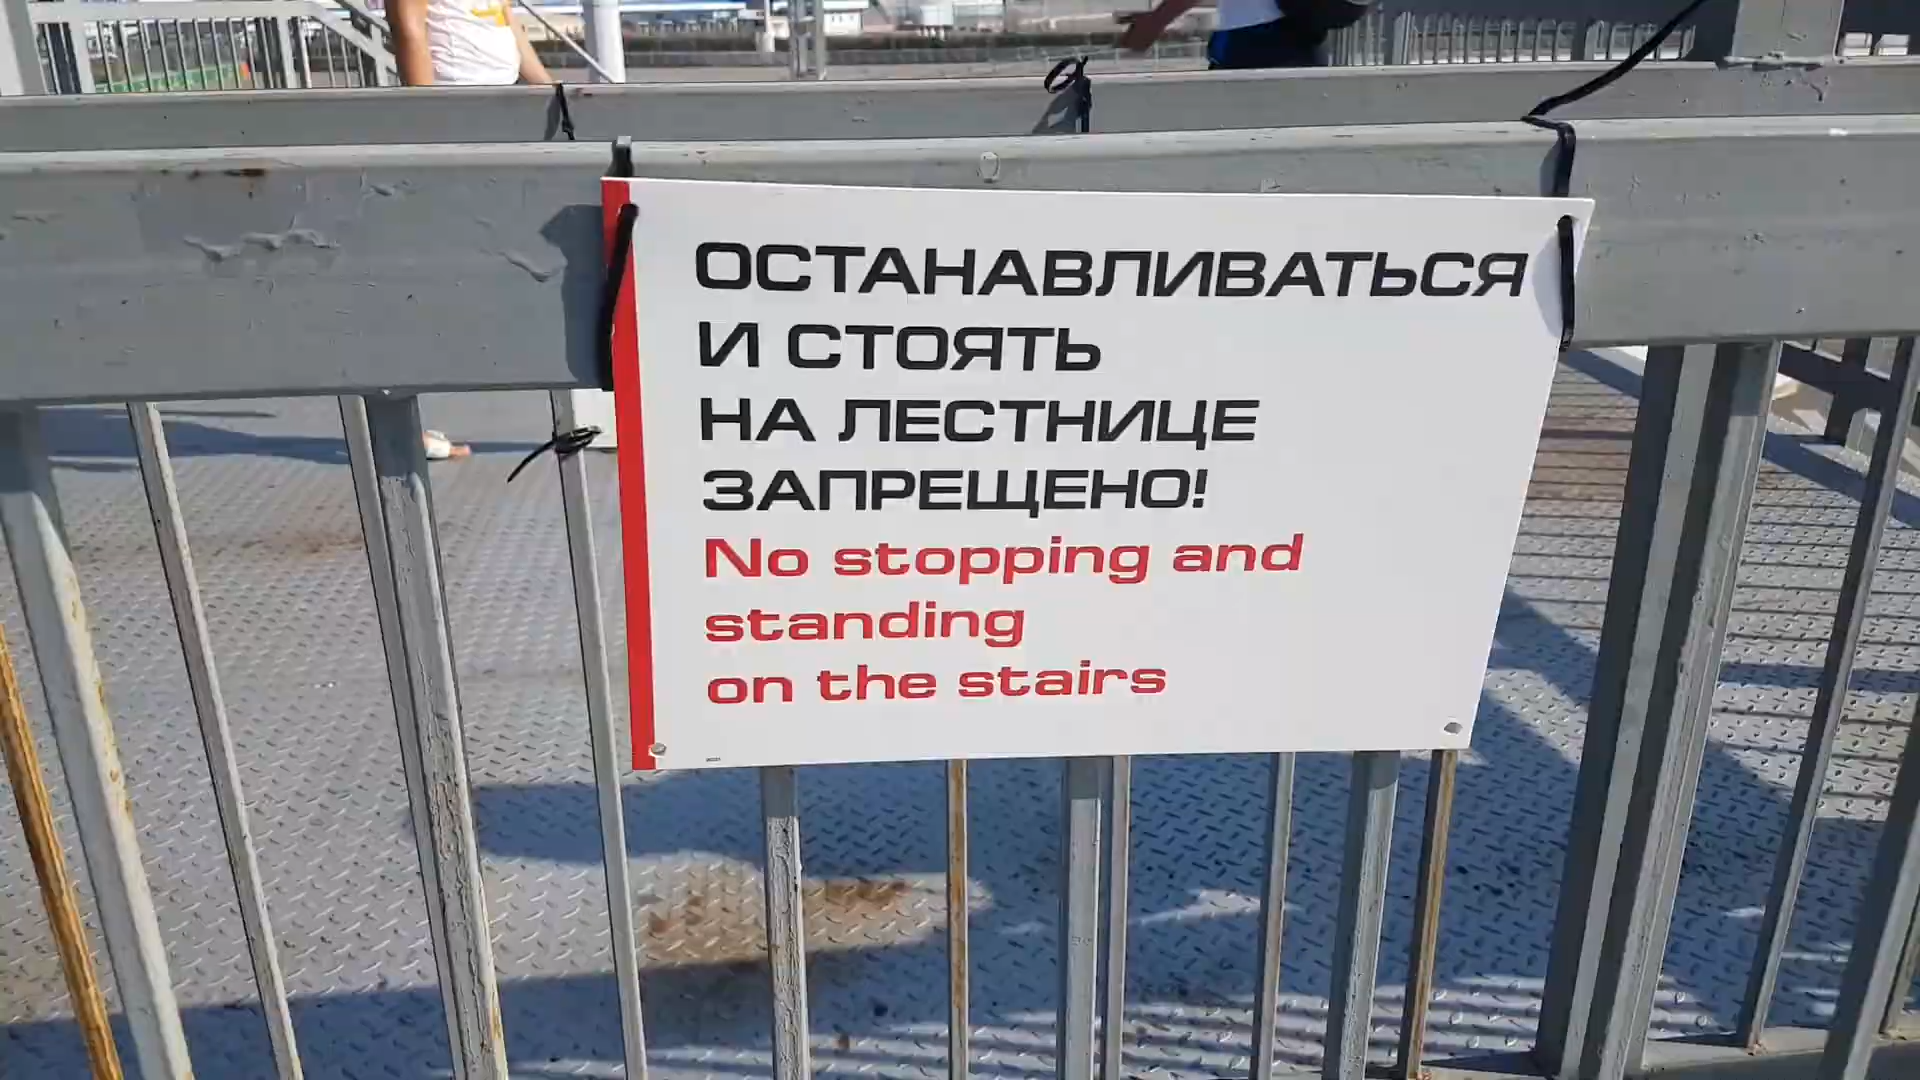 ОСТАНАВЛИВАТЬСЯ
И СТОЯТЬ
НА ЛЕСТНИЦЕ
ЗАПРЕЩЕНО!
No stopping and
standing
on the stairs